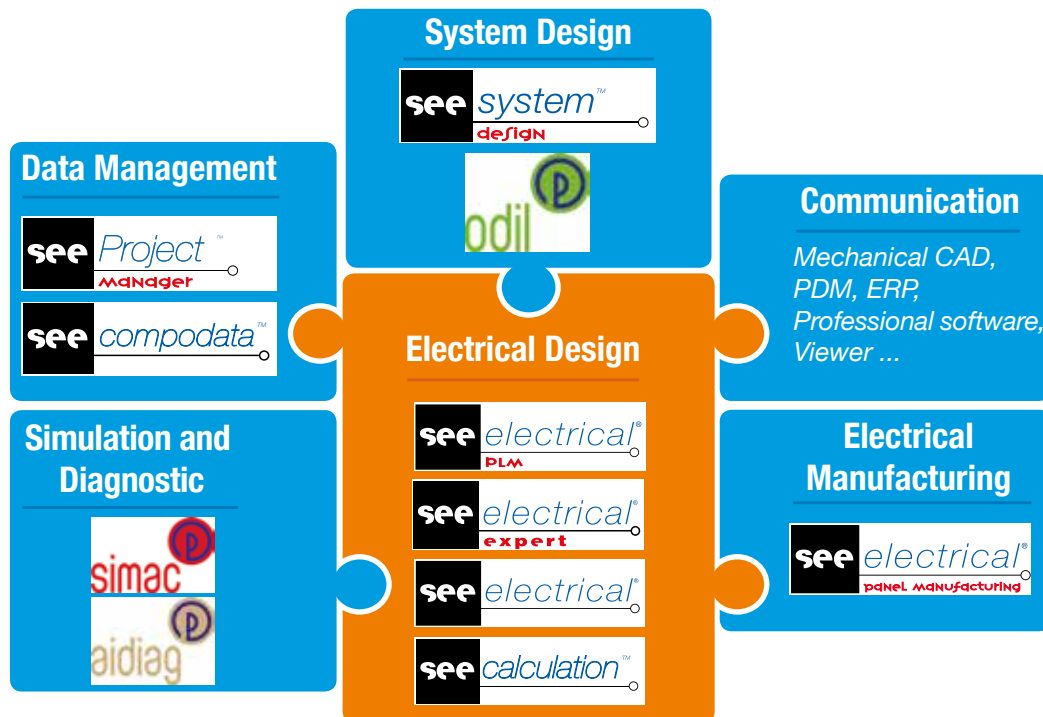 System Design
see system™
design
odil
Data Management
see Project™
manager
see compodata™
Communication
Mechanical CAD,
PDM, ERP,
Professional software,
Viewer ...
Electrical Design
see electrical®
PLM
see electrical®
expert
see electrical®
see calculation™
Simulation and
Diagnostic
simac
aidiag
Electrical
Manufacturing
see electrical®
panel manufacturing